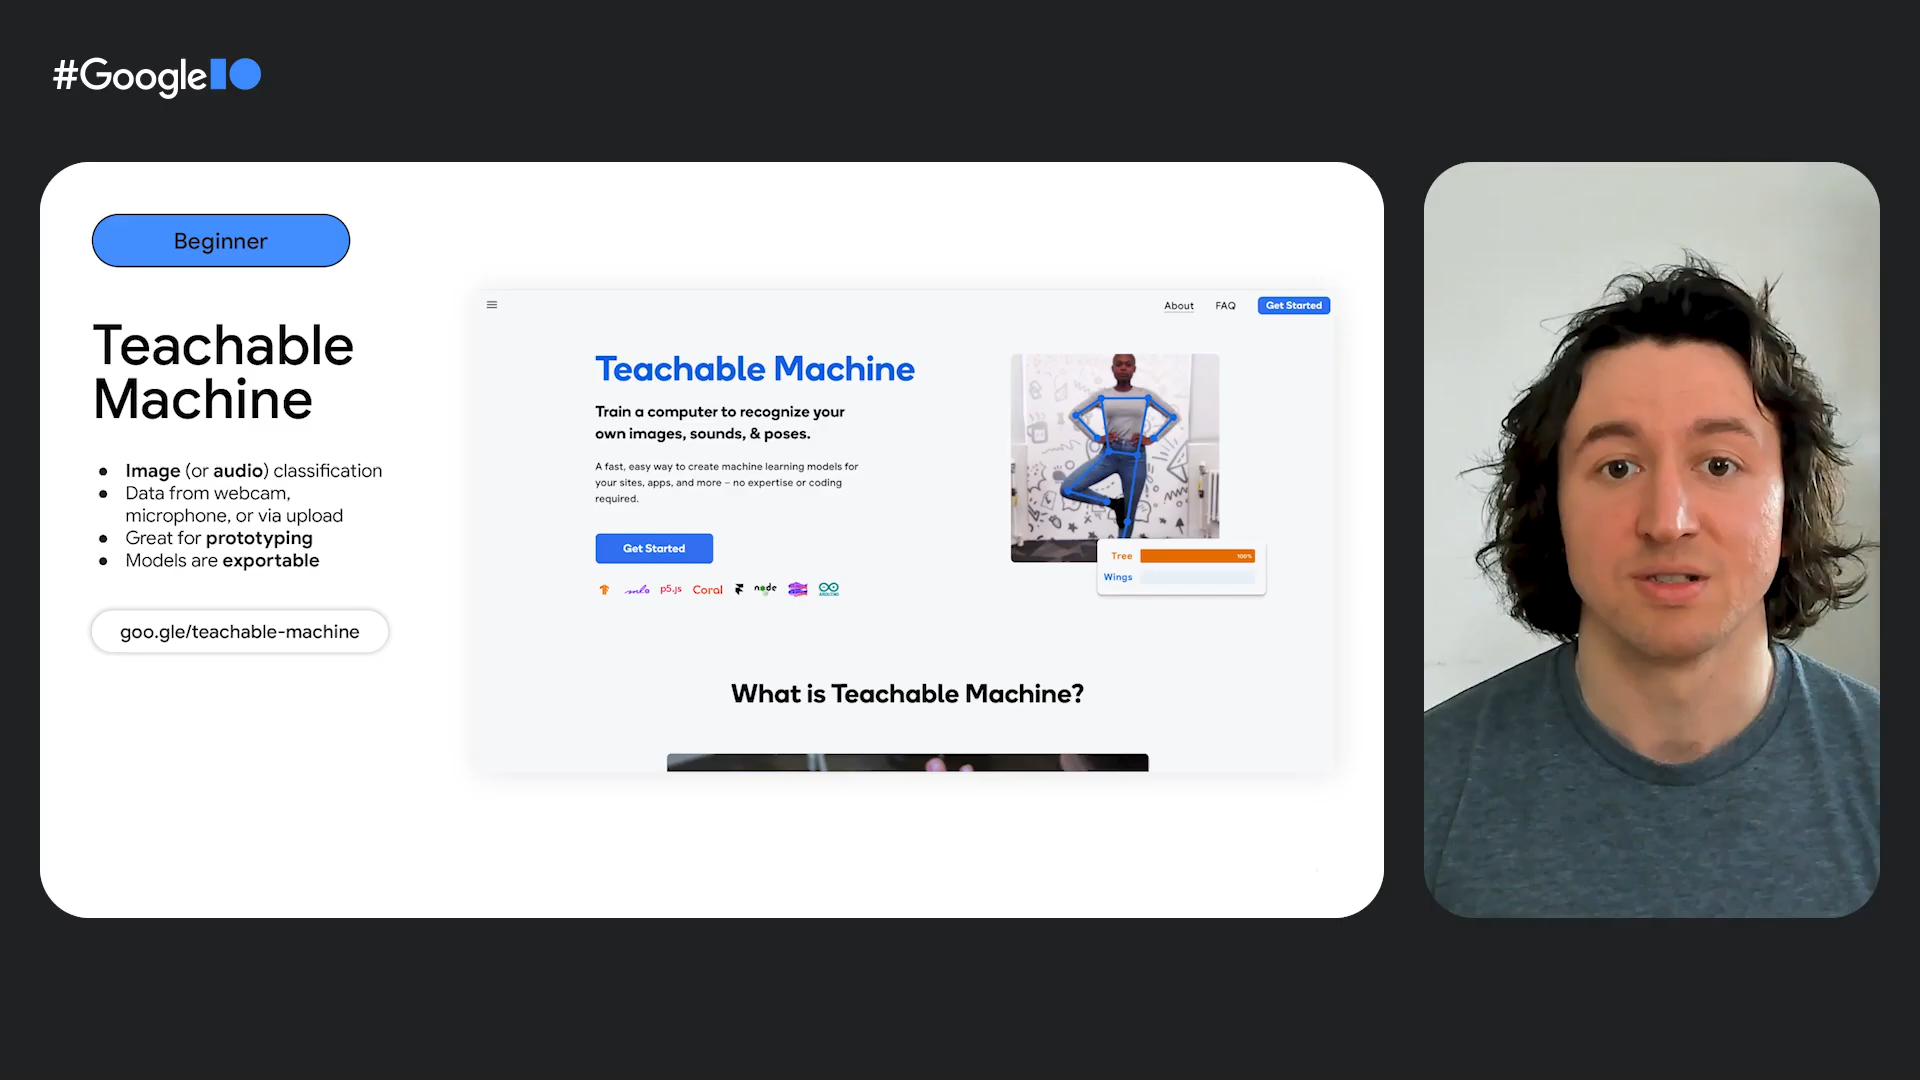 #GoogleIO
Beginner
Teachable
Machine
● Image (or audio) classification
● Data from webcam,
microphone, or via upload
● Great for prototyping
● Models are exportable
goo.gle/teachable-machine
About FAQ Get Started
Teachable Machine
Train a computer to recognize your
own images, sounds, & poses.
A fast, easy way to create machine learning models for
your sites, apps, and more – no expertise or coding
required.
Get Started
p5.js Coral node ARDUINO
Tree 100%
Wings
What is Teachable Machine?